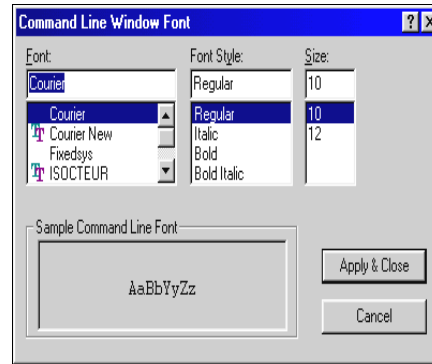 Command Line Window Font
Font: Font Style: Size:
Courier Regular 10
Courier Regular 10
Courier New Italic 12
Fixedsys Bold
ISOCTEUR Bold Italic
Sample Command Line Font
AaBbYyZz
Apply & Close
Cancel